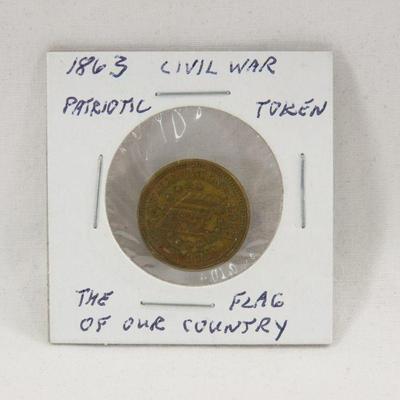 1863 CIVIL WAR
PATRIOTIC TOKEN
THE FLAG
OF OUR COUNTRY